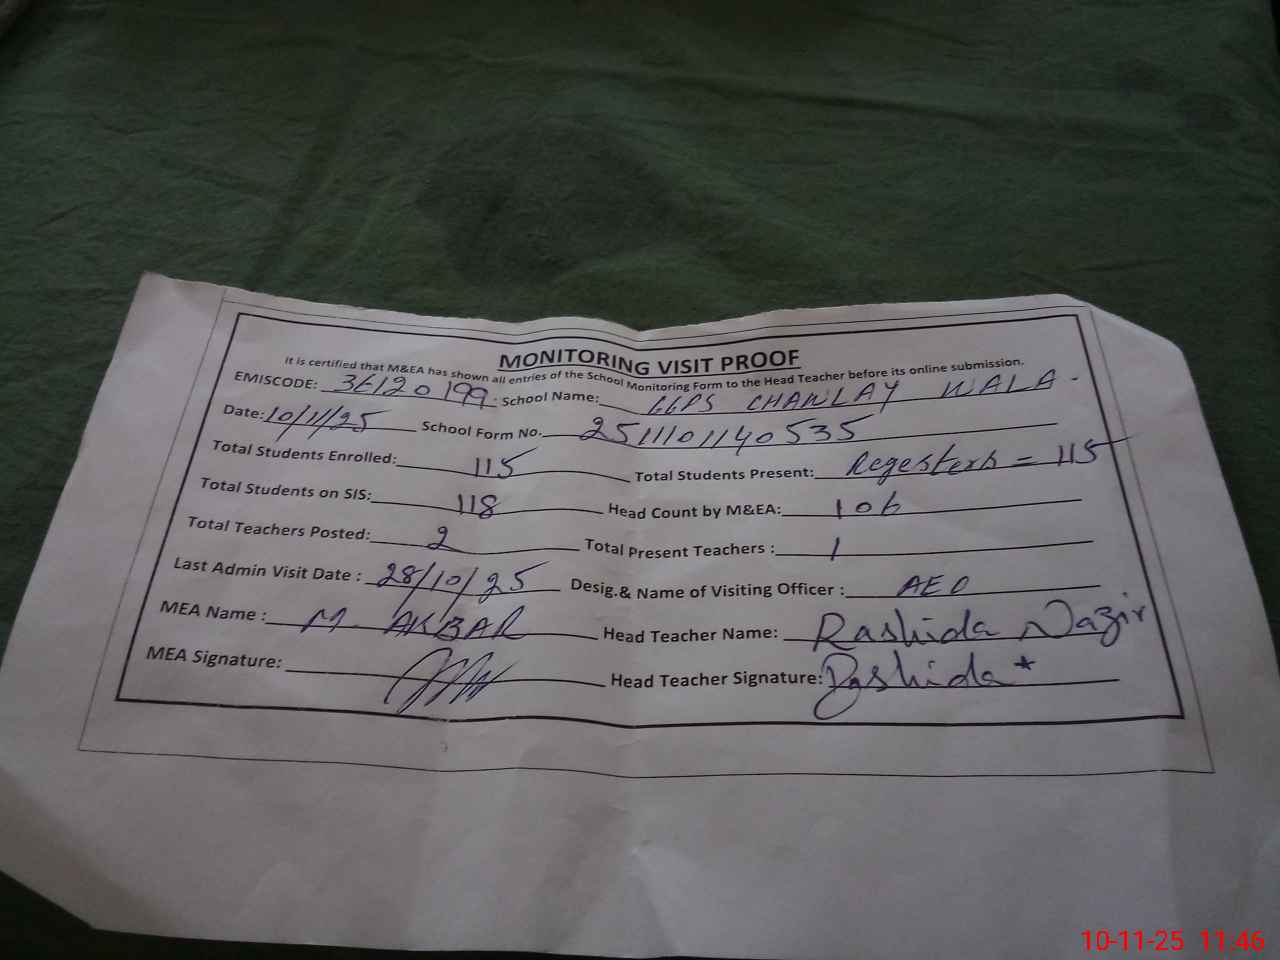 MONITORING VISIT PROOF
It is certified that M&EA has shown all entries of the School Monitoring Form to the Head Teacher before its online submission.
EMISCODE: 36120199 School Name: GGPS CHAWLAY WALA
Date: 10/11/25 School Form No. 2511101140535
Total Students Enrolled: 115 Total Students Present: Regesters = 115
Total Students on SIS: 118 Head Count by M&EA: 106
Total Teachers Posted: 2 Total Present Teachers : 1
Last Admin Visit Date : 28/10/25 Desig.& Name of Visiting Officer : AEO
MEA Name : M. AKBAR Head Teacher Name: Rashida Nazir
MEA Signature: Head Teacher Signature: Rashida
10-11-25 11:46